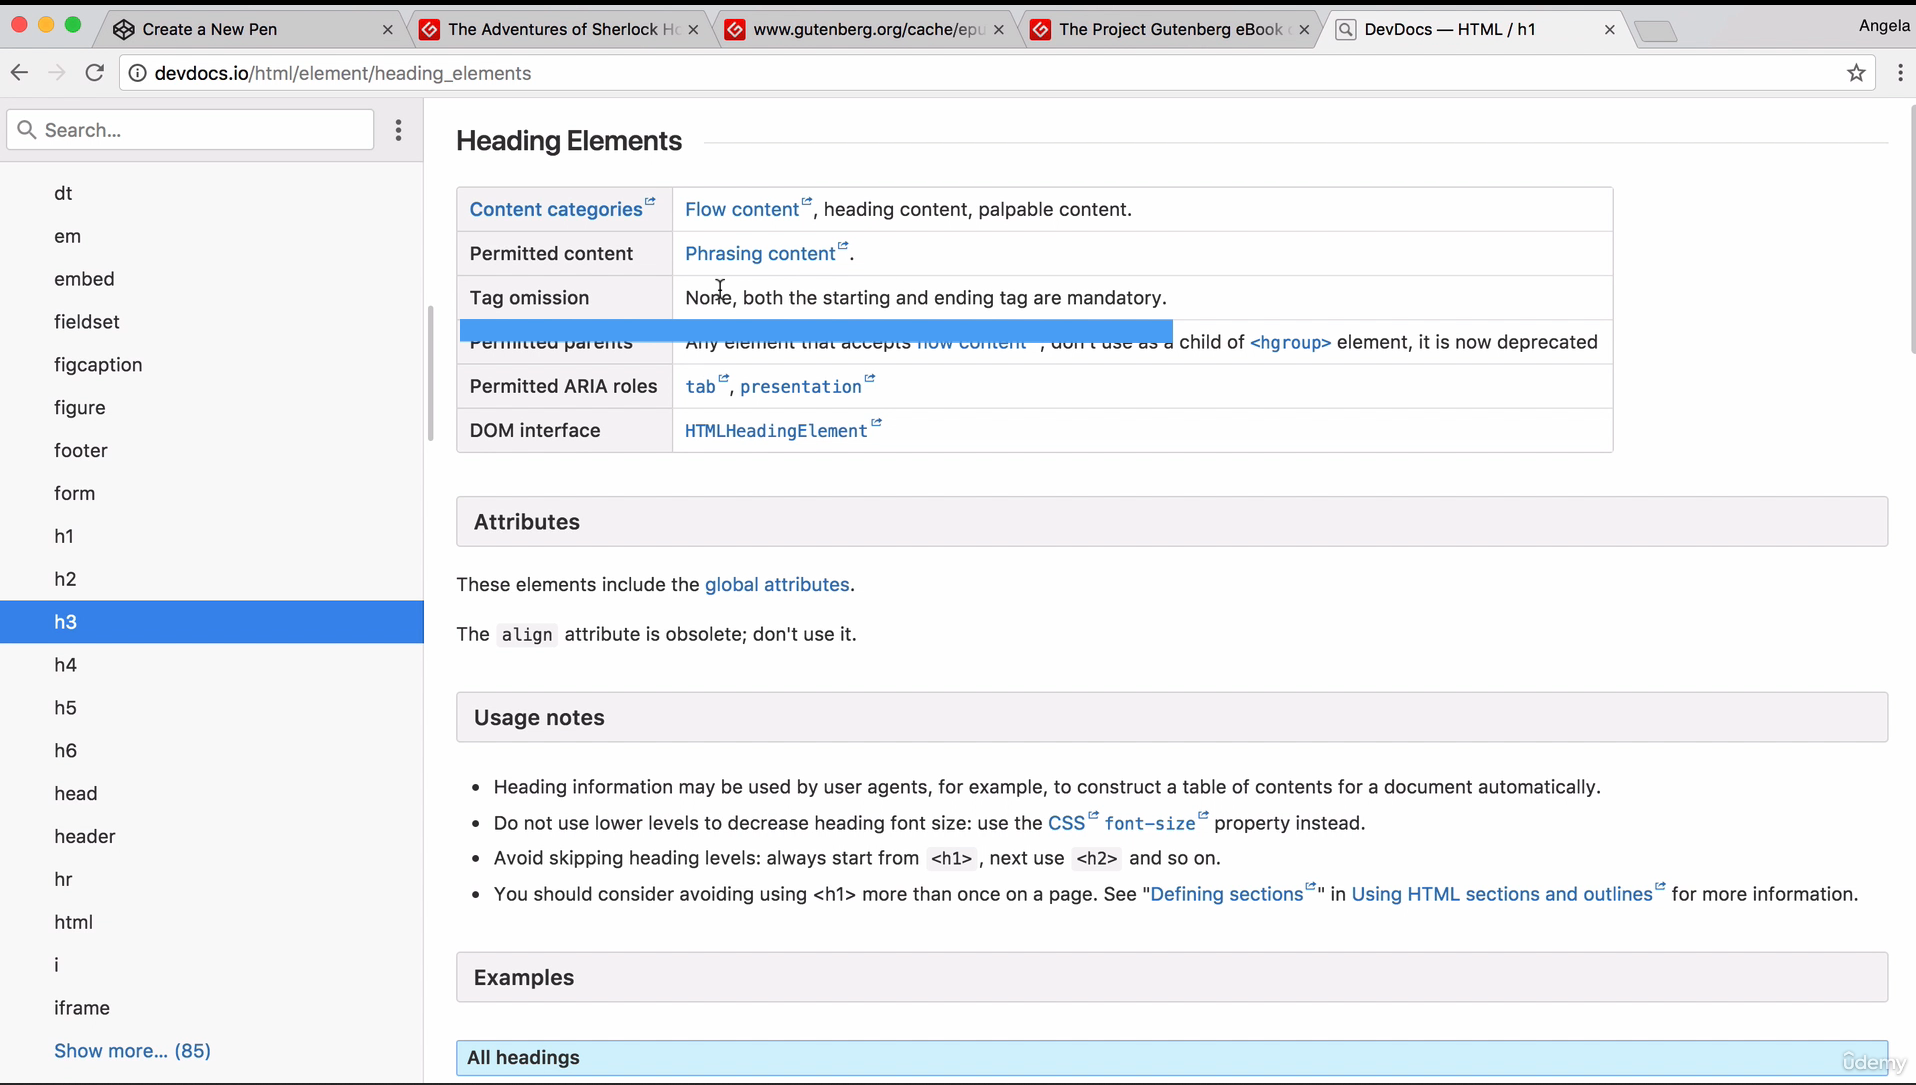 Create a New Pen
The Adventures of Sherlock Ho
www.gutenberg.org/cache/epu
The Project Gutenberg eBook o
DevDocs — HTML / h1
Angela
devdocs.io/html/element/heading_elements
Search...
dt
em
embed
fieldset
figcaption
figure
footer
form
h1
h2
h3
h4
h5
h6
head
header
hr
html
i
iframe
Show more... (85)
Heading Elements
Content categories Flow content, heading content, palpable content.
Permitted content Phrasing content.
Tag omission None, both the starting and ending tag are mandatory.
Permitted parents Any element that accepts flow content, don't use as a child of <hgroup> element, it is now deprecated
Permitted ARIA roles tab, presentation
DOM interface HTMLHeadingElement
Attributes
These elements include the global attributes.
The align attribute is obsolete; don't use it.
Usage notes
• Heading information may be used by user agents, for example, to construct a table of contents for a document automatically.
• Do not use lower levels to decrease heading font size: use the CSS font-size property instead.
• Avoid skipping heading levels: always start from <h1>, next use <h2> and so on.
• You should consider avoiding using <h1> more than once on a page. See "Defining sections" in Using HTML sections and outlines for more information.
Examples
All headings
ûdemy